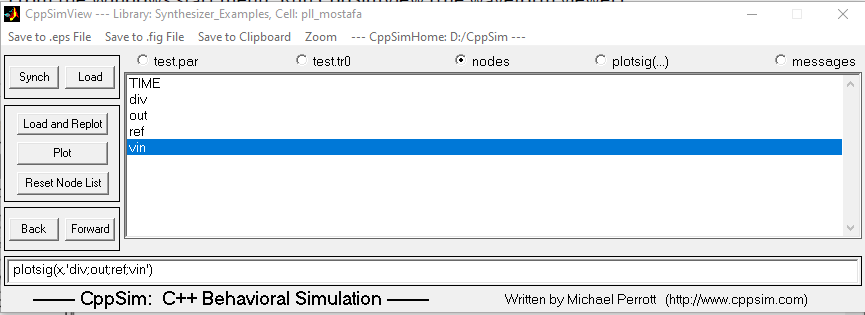 CppSimView --- Library: Synthesizer_Examples, Cell: pll_mostafa
Save to .eps File Save to .fig File Save to Clipboard Zoom --- CppSimHome: D:/CppSim ---
test.par test.tr0 nodes plotsig(...) messages
Synch Load
TIME
div
out
ref
vin
Load and Replot
Plot
Reset Node List
Back Forward
plotsig(x,'div;out;ref;vin')
CppSim: C++ Behavioral Simulation Written by Michael Perrott (http://www.cppsim.com)